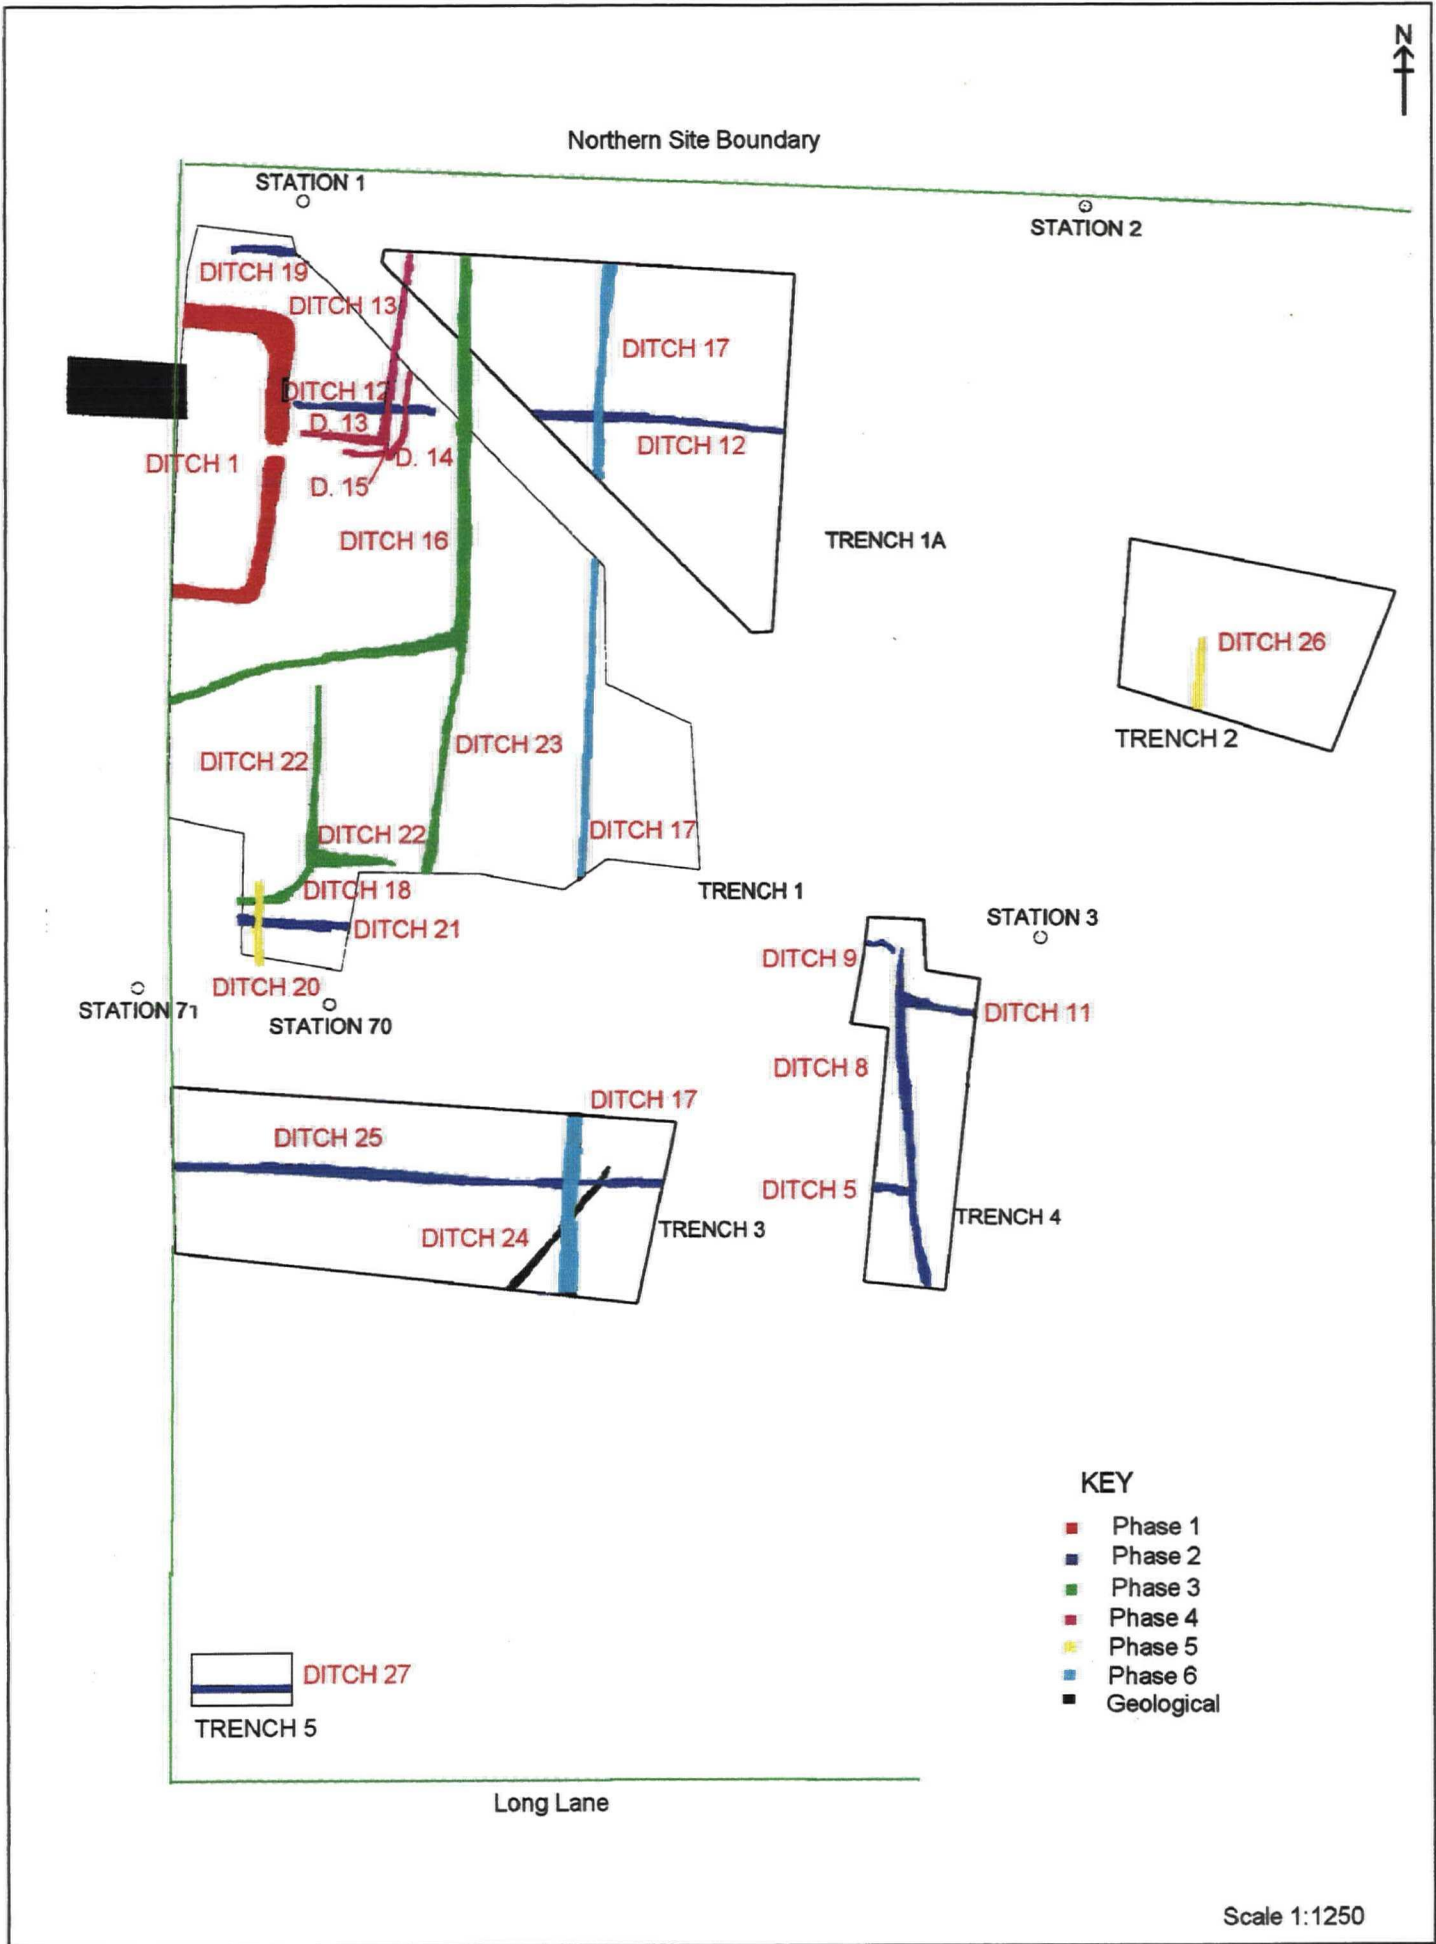 N
Northern Site Boundary
STATION 1
STATION 2
DITCH 19
DITCH 13
DITCH 17
DITCH 12
D. 13
DITCH 12
D. 14
DITCH 1
D. 15
DITCH 16
TRENCH 1A
DITCH 26
TRENCH 2
DITCH 23
DITCH 22
DITCH 22
DITCH 17
DITCH 18
TRENCH 1
DITCH 21
STATION 3
DITCH 9
DITCH 20
STATION 71
STATION 70
DITCH 11
DITCH 8
DITCH 17
DITCH 25
DITCH 5
TRENCH 4
TRENCH 3
DITCH 24
KEY
Phase 1
Phase 2
Phase 3
Phase 4
Phase 5
Phase 6
Geological
DITCH 27
TRENCH 5
Long Lane
Scale 1:1250